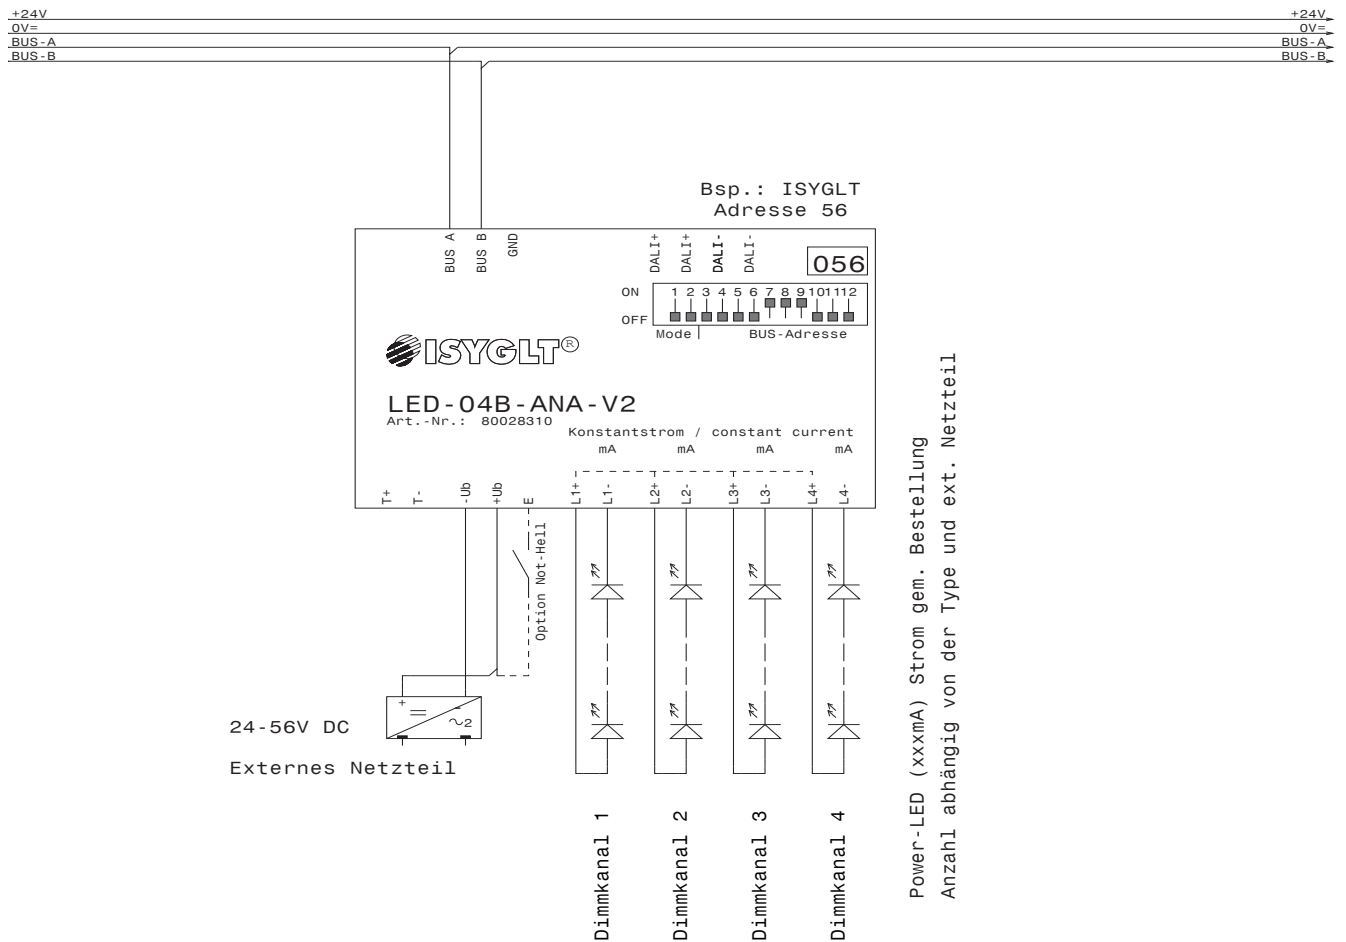 +24V +24V
0V= 0V=
BUS-A BUS-A
BUS-B BUS-B
Bsp.: ISYGLT
Adresse 56
BUS A BUS B GND DALI+ DALI+ DALI- DALI-
056
ON 1 2 3 4 5 6 7 8 9 10 11 12
OFF
Mode BUS-Adresse
ISYGLT®
LED-04B-ANA-V2
Art.-Nr.: 80028310
Konstantstrom / constant current
mA mA mA mA
T+ T- -Ub +Ub E L1+ L1- L2+ L2- L3+ L3- L4+ L4-
Option Not-Hell
+ -
~2
24-56V DC
Externes Netzteil
Dimmkanal 1
Dimmkanal 2
Dimmkanal 3
Dimmkanal 4
Power-LED (xxxmA) Strom gem. Bestellung
Anzahl abhängig von der Type und ext. Netzteil